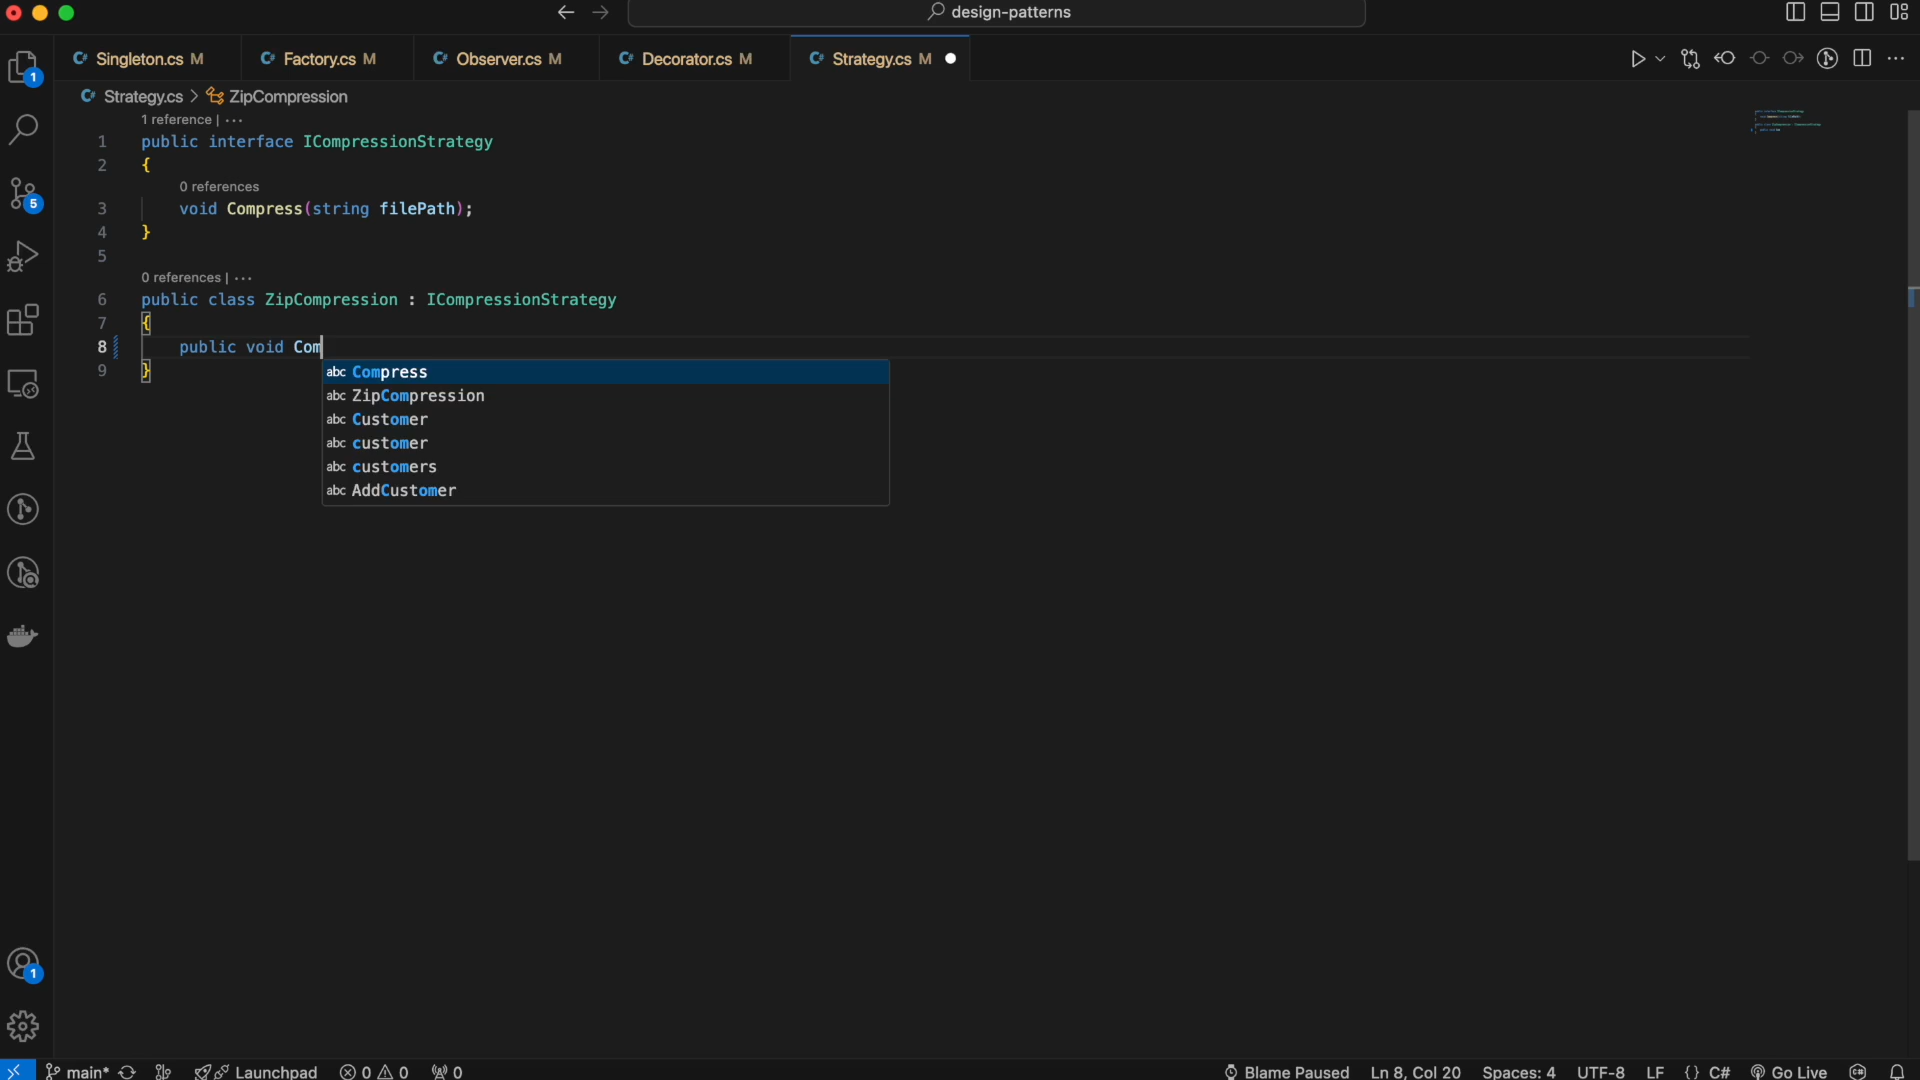 design-patterns
Singleton.cs M
Factory.cs M
Observer.cs M
Decorator.cs M
Strategy.cs M
Strategy.cs > ZipCompression
1 reference | ...
1 public interface ICompressionStrategy
2 {
0 references
3 void Compress(string filePath);
4 }
5
0 references | ...
6 public class ZipCompression : ICompressionStrategy
7 {
8 public void Com
9 }
abc Compress
abc ZipCompression
abc Customer
abc customer
abc customers
abc AddCustomer
1
5
1
main* Launchpad 0 0 0 Blame Paused Ln 8, Col 20 Spaces: 4 UTF-8 LF {} C# Go Live